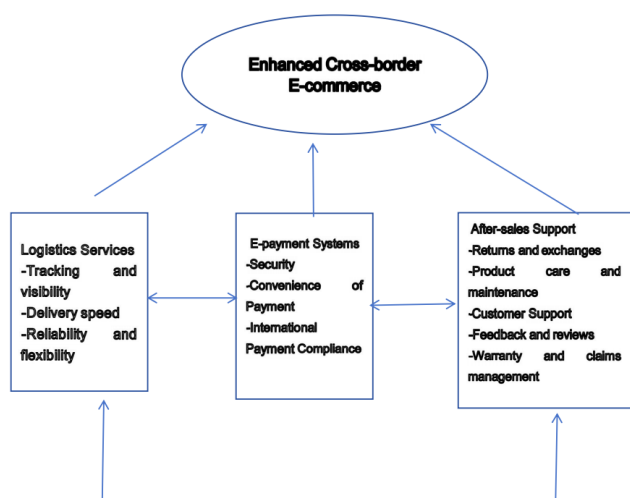 Enhanced Cross-border
E-commerce
Logistics Services
-Tracking and
visibility
-Delivery speed
-Reliability and
flexibility
E-payment Systems
-Security
-Convenience of
Payment
-International
Payment Compliance
After-sales Support
-Returns and exchanges
-Product care and
maintenance
-Customer Support
-Feedback and reviews
-Warranty and claims
management